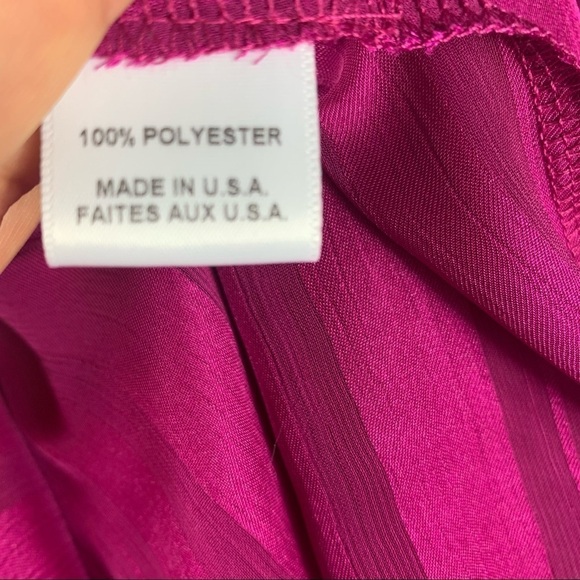 100% POLYESTER
MADE IN U.S.A.
FAITES AUX U.S.A.